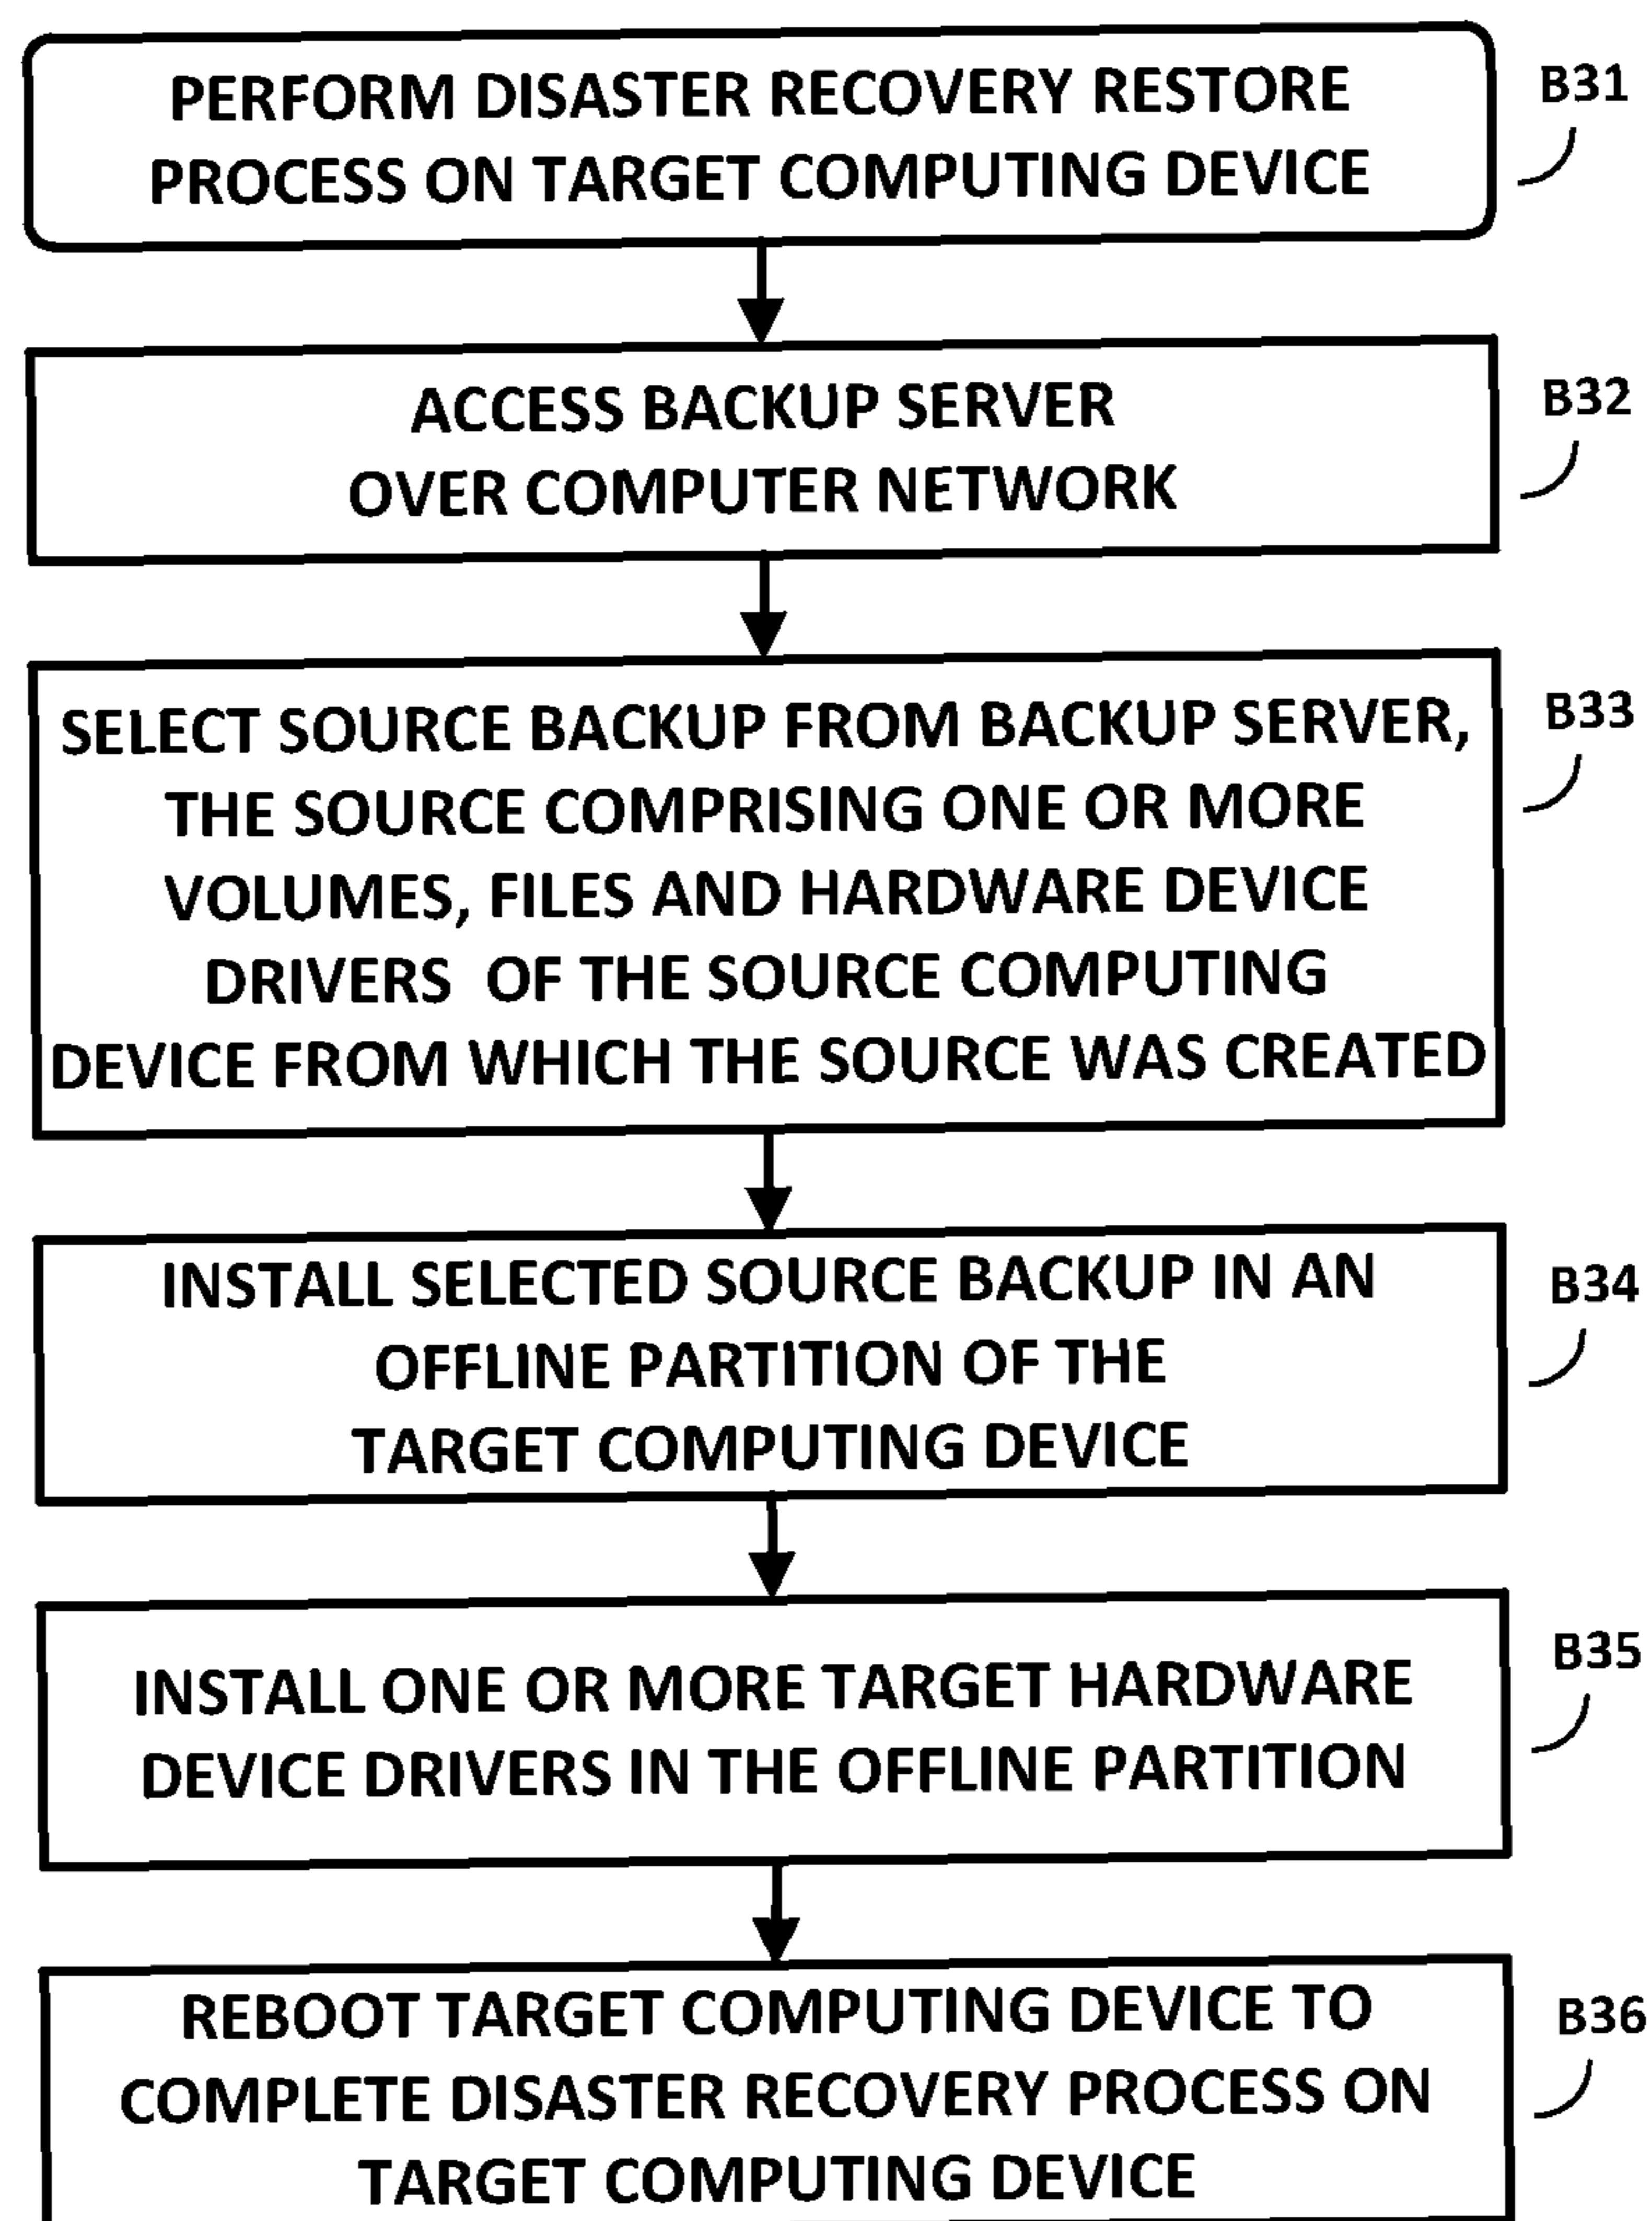 PERFORM DISASTER RECOVERY RESTORE
PROCESS ON TARGET COMPUTING DEVICE
B31
ACCESS BACKUP SERVER
OVER COMPUTER NETWORK
B32
SELECT SOURCE BACKUP FROM BACKUP SERVER,
THE SOURCE COMPRISING ONE OR MORE
VOLUMES, FILES AND HARDWARE DEVICE
DRIVERS OF THE SOURCE COMPUTING
DEVICE FROM WHICH THE SOURCE WAS CREATED
B33
INSTALL SELECTED SOURCE BACKUP IN AN
OFFLINE PARTITION OF THE
TARGET COMPUTING DEVICE
B34
INSTALL ONE OR MORE TARGET HARDWARE
DEVICE DRIVERS IN THE OFFLINE PARTITION
B35
REBOOT TARGET COMPUTING DEVICE TO
COMPLETE DISASTER RECOVERY PROCESS ON
TARGET COMPUTING DEVICE
B36